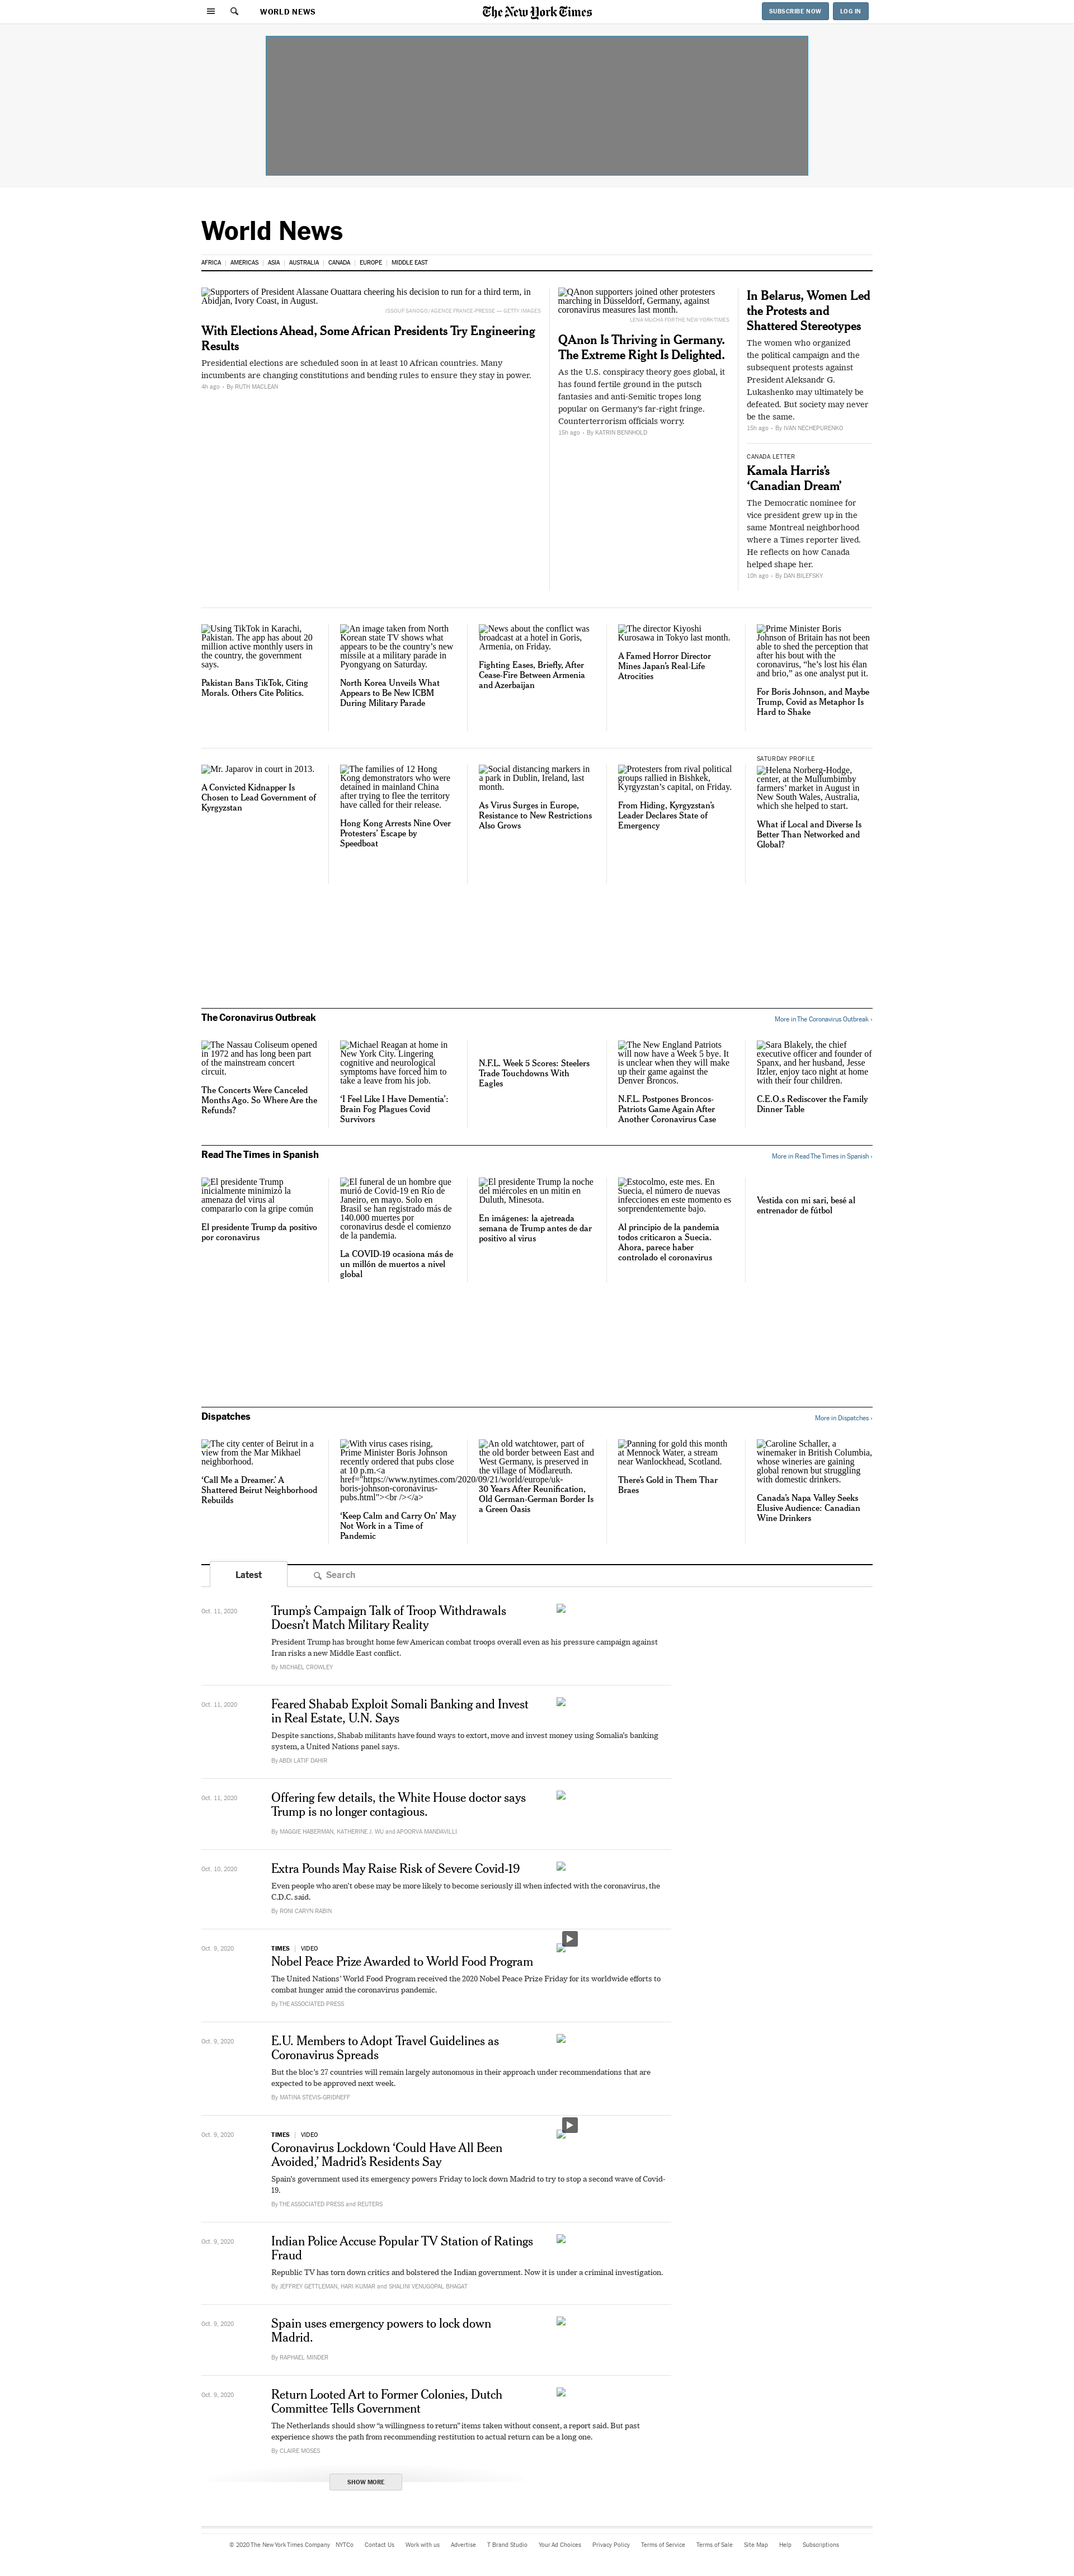 WORLD NEWS
The New York Times
SUBSCRIBE NOW
LOG IN
World News
AFRICA
AMERICAS
ASIA
AUSTRALIA
CANADA
EUROPE
MIDDLE EAST
Supporters of President Alassane Ouattara cheering his decision to run for a third term, in
Abidjan, Ivory Coast, in August.
ISSOUF SANOGO/AGENCE FRANCE-PRESSE — GETTY IMAGES
With Elections Ahead, Some African Presidents Try Engineering
Results
Presidential elections are scheduled soon in at least 10 African countries. Many
incumbents are changing constitutions and bending rules to ensure they stay in power.
4h ago • By RUTH MACLEAN
QAnon supporters joined other protesters
marching in Düsseldorf, Germany, against
coronavirus measures last month.
LENA MUCHA FOR THE NEW YORK TIMES
QAnon Is Thriving in Germany.
The Extreme Right Is Delighted.
As the U.S. conspiracy theory goes global, it
has found fertile ground in the putsch
fantasies and anti-Semitic tropes long
popular on Germany's far-right fringe.
Counterterrorism officials worry.
15h ago • By KATRIN BENNHOLD
In Belarus, Women Led
the Protests and
Shattered Stereotypes
The women who organized
the political campaign and the
subsequent protests against
President Aleksandr G.
Lukashenko may ultimately be
defeated. But society may never
be the same.
15h ago • By IVAN NECHEPURENKO
CANADA LETTER
Kamala Harris's
‘Canadian Dream’
The Democratic nominee for
vice president grew up in the
same Montreal neighborhood
where a Times reporter lived.
He reflects on how Canada
helped shape her.
10h ago • By DAN BILEFSKY
Using TikTok in Karachi,
Pakistan. The app has about 20
million active monthly users in
the country, the government
says.
Pakistan Bans TikTok, Citing
Morals. Others Cite Politics.
An image taken from North
Korean state TV shows what
appears to be the country's new
missile at a military parade in
Pyongyang on Saturday.
North Korea Unveils What
Appears to Be New ICBM
During Military Parade
News about the conflict was
broadcast at a hotel in Goris,
Armenia, on Friday.
Fighting Eases, Briefly, After
Cease-Fire Between Armenia
and Azerbaijan
The director Kiyoshi
Kurosawa in Tokyo last month.
A Famed Horror Director
Mines Japan's Real-Life
Atrocities
Prime Minister Boris
Johnson of Britain has not been
able to shed the perception that
after his bout with the
coronavirus, “he's lost his élan
and brio,” as one analyst put it.
For Boris Johnson, and Maybe
Trump, Covid as Metaphor Is
Hard to Shake
Mr. Japarov in court in 2013.
A Convicted Kidnapper Is
Chosen to Lead Government of
Kyrgyzstan
The families of 12 Hong
Kong demonstrators who were
detained in mainland China
after trying to flee the territory
have called for their release.
Hong Kong Arrests Nine Over
Protesters' Escape by
Speedboat
Social distancing markers in
a park in Dublin, Ireland, last
month.
As Virus Surges in Europe,
Resistance to New Restrictions
Also Grows
Protesters from rival political
groups rallied in Bishkek,
Kyrgyzstan's capital, on Friday.
From Hiding, Kyrgyzstan's
Leader Declares State of
Emergency
SATURDAY PROFILE
Helena Norberg-Hodge,
center, at the Mullumbimby
farmers' market in August in
New South Wales, Australia,
which she helped to start.
What if Local and Diverse Is
Better Than Networked and
Global?
The Coronavirus Outbreak
More in The Coronavirus Outbreak ›
The Nassau Coliseum opened
in 1972 and has long been part
of the mainstream concert
circuit.
The Concerts Were Canceled
Months Ago. So Where Are the
Refunds?
Michael Reagan at home in
New York City. Lingering
cognitive and neurological
symptoms have forced him to
take a leave from his job.
‘I Feel Like I Have Dementia’:
Brain Fog Plagues Covid
Survivors
N.F.L. Week 5 Scores: Steelers
Trade Touchdowns With
Eagles
The New England Patriots
will now have a Week 5 bye. It
is unclear when they will make
up their game against the
Denver Broncos.
N.F.L. Postpones Broncos-
Patriots Game Again After
Another Coronavirus Case
Sara Blakely, the chief
executive officer and founder of
Spanx, and her husband, Jesse
Itzler, enjoy taco night at home
with their four children.
C.E.O.s Rediscover the Family
Dinner Table
Read The Times in Spanish
More in Read The Times in Spanish ›
El presidente Trump
inicialmente minimizó la
amenaza del virus al
compararlo con la gripe común
El presidente Trump da positivo
por coronavirus
El funeral de un hombre que
murió de Covid-19 en Río de
Janeiro, en mayo. Solo en
Brasil se han registrado más de
140.000 muertes por
coronavirus desde el comienzo
de la pandemia.
La COVID-19 ocasiona más de
un millón de muertos a nivel
global
El presidente Trump la noche
del miércoles en un mitin en
Duluth, Minesota.
En imágenes: la ajetreada
semana de Trump antes de dar
positivo al virus
Estocolmo, este mes. En
Suecia, el número de nuevas
infecciones en este momento es
sorprendentemente bajo.
Al principio de la pandemia
todos criticaron a Suecia.
Ahora, parece haber
controlado el coronavirus
Vestida con mi sari, besé al
entrenador de fútbol
Dispatches
More in Dispatches ›
The city center of Beirut in a
view from the Mar Mikhael
neighborhood.
‘Call Me a Dreamer.’ A
Shattered Beirut Neighborhood
Rebuilds
With virus cases rising,
Prime Minister Boris Johnson
recently ordered that pubs close
at 10 p.m.<a
href="https://www.nytimes.com/2020/09/21/world/europe/uk-
boris-johnson-coronavirus-
pubs.html"><br /></a>
‘Keep Calm and Carry On’ May
Not Work in a Time of
Pandemic
An old watchtower, part of
the old border between East and
West Germany, is preserved in
the village of Mödlareuth.
30 Years After Reunification,
Old German-German Border Is
a Green Oasis
Panning for gold this month
at Mennock Water, a stream
near Wanlockhead, Scotland.
There's Gold in Them Thar
Braes
Caroline Schaller, a
winemaker in British Columbia,
whose wineries are gaining
global renown but struggling
with domestic drinkers.
Canada's Napa Valley Seeks
Elusive Audience: Canadian
Wine Drinkers
Latest
Search
Oct. 11, 2020
Trump's Campaign Talk of Troop Withdrawals
Doesn't Match Military Reality
President Trump has brought home few American combat troops overall even as his pressure campaign against
Iran risks a new Middle East conflict.
By MICHAEL CROWLEY
Oct. 11, 2020
Feared Shabab Exploit Somali Banking and Invest
in Real Estate, U.N. Says
Despite sanctions, Shabab militants have found ways to extort, move and invest money using Somalia's banking
system, a United Nations panel says.
By ABDI LATIF DAHIR
Oct. 11, 2020
Offering few details, the White House doctor says
Trump is no longer contagious.
By MAGGIE HABERMAN, KATHERINE J. WU and APOORVA MANDAVILLI
Oct. 10, 2020
Extra Pounds May Raise Risk of Severe Covid-19
Even people who aren't obese may be more likely to become seriously ill when infected with the coronavirus, the
C.D.C. said.
By RONI CARYN RABIN
Oct. 9, 2020
TIMES | VIDEO
Nobel Peace Prize Awarded to World Food Program
The United Nations' World Food Program received the 2020 Nobel Peace Prize Friday for its worldwide efforts to
combat hunger amid the coronavirus pandemic.
By THE ASSOCIATED PRESS
Oct. 9, 2020
E.U. Members to Adopt Travel Guidelines as
Coronavirus Spreads
But the bloc's 27 countries will remain largely autonomous in their approach under recommendations that are
expected to be approved next week.
By MATINA STEVIS-GRIDNEFF
Oct. 9, 2020
TIMES | VIDEO
Coronavirus Lockdown ‘Could Have All Been
Avoided,’ Madrid's Residents Say
Spain's government used its emergency powers Friday to lock down Madrid to try to stop a second wave of Covid-
19.
By THE ASSOCIATED PRESS and REUTERS
Oct. 9, 2020
Indian Police Accuse Popular TV Station of Ratings
Fraud
Republic TV has torn down critics and bolstered the Indian government. Now it is under a criminal investigation.
By JEFFREY GETTLEMAN, HARI KUMAR and SHALINI VENUGOPAL BHAGAT
Oct. 9, 2020
Spain uses emergency powers to lock down
Madrid.
By RAPHAEL MINDER
Oct. 9, 2020
Return Looted Art to Former Colonies, Dutch
Committee Tells Government
The Netherlands should show “a willingness to return” items taken without consent, a report said. But past
experience shows the path from recommending restitution to actual return can be a long one.
By CLAIRE MOSES
SHOW MORE
© 2020 The New York Times Company
NYTCo
Contact Us
Work with us
Advertise
T Brand Studio
Your Ad Choices
Privacy Policy
Terms of Service
Terms of Sale
Site Map
Help
Subscriptions